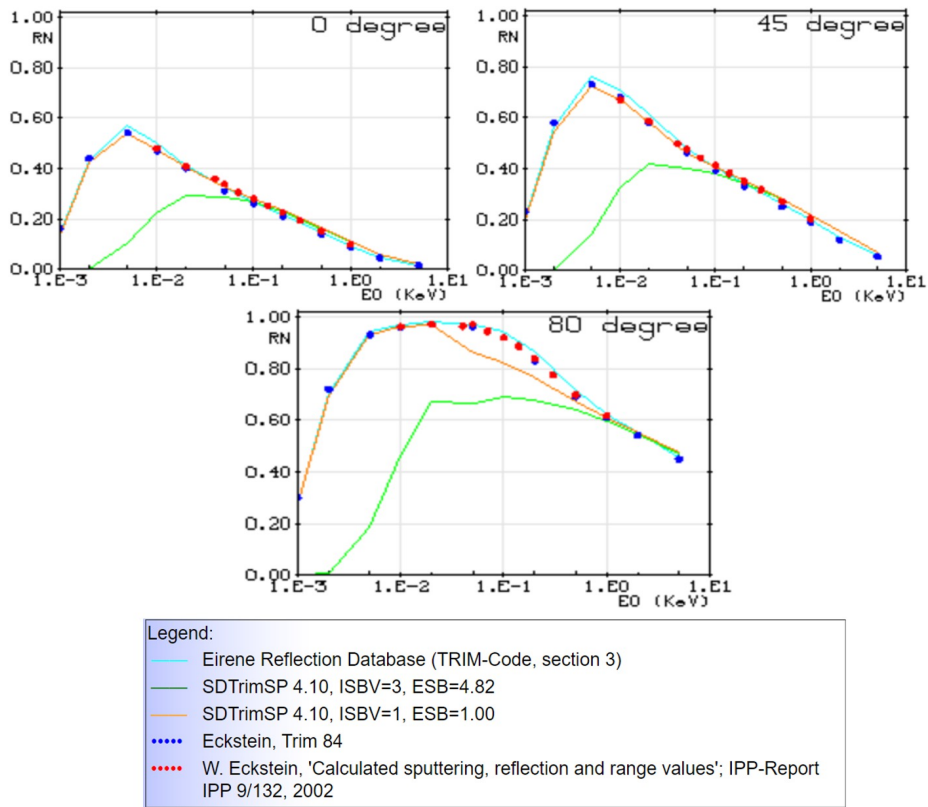 1.00
RN
0.80
0.60
0.40
0.20
0.00
1.E-3
1.E-2
1.E-1
1.E0
1.E1
E0 (KeV)
0 degree
1.00
RN
0.80
0.60
0.40
0.20
0.00
1.E-3
1.E-2
1.E-1
1.E0
1.E1
E0 (KeV)
45 degree
1.00
RN
0.80
0.60
0.40
0.20
0.00
1.E-3
1.E-2
1.E-1
1.E0
1.E1
E0 (KeV)
80 degree
Legend:
Eirene Reflection Database (TRIM-Code, section 3)
SDTrimSP 4.10, ISBV=3, ESB=4.82
SDTrimSP 4.10, ISBV=1, ESB=1.00
Eckstein, Trim 84
W. Eckstein, 'Calculated sputtering, reflection and range values'; IPP-Report
IPP 9/132, 2002